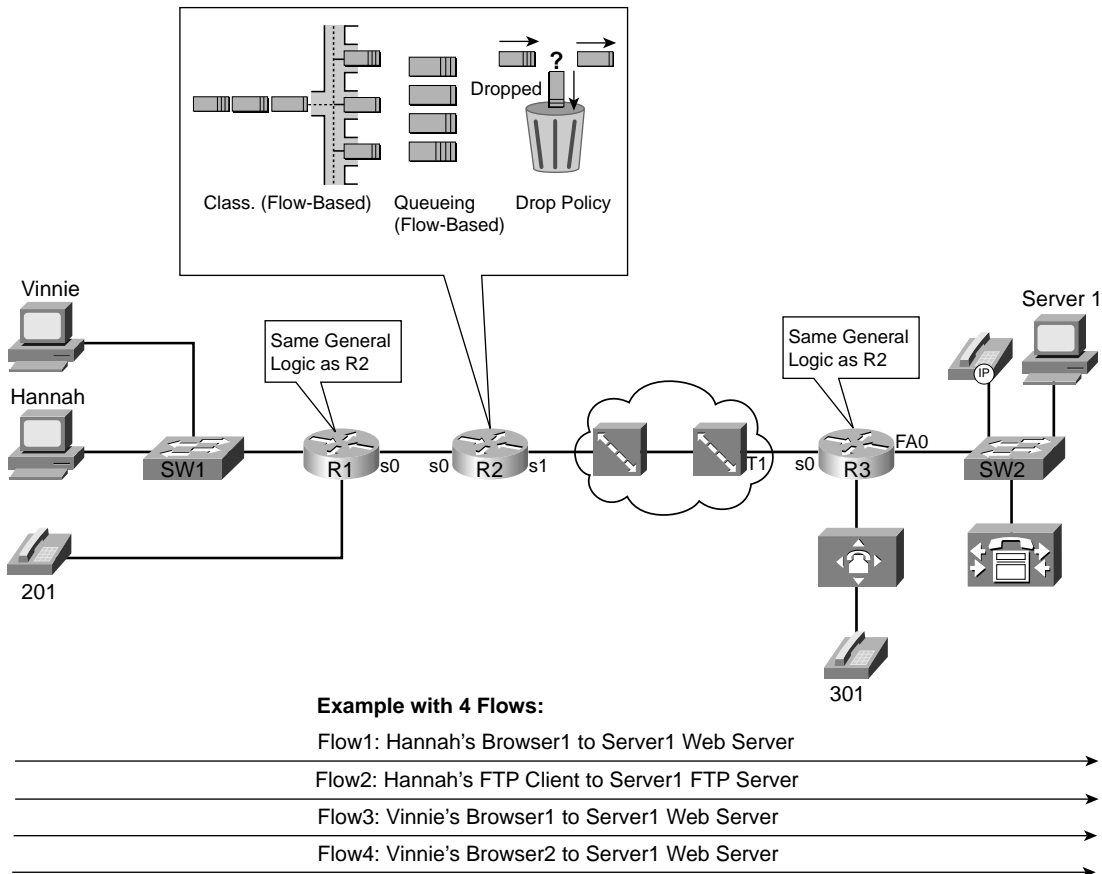 ?
Dropped
Class. (Flow-Based)
Queueing
(Flow-Based)
Drop Policy
Vinnie
Hannah
201
SW1
Same General
Logic as R2
R1
s0
s0
R2
s1
T1
s0
Same General
Logic as R2
R3
FA0
IP
Server 1
SW2
301
Example with 4 Flows:
Flow1: Hannah's Browser1 to Server1 Web Server
Flow2: Hannah's FTP Client to Server1 FTP Server
Flow3: Vinnie's Browser1 to Server1 Web Server
Flow4: Vinnie's Browser2 to Server1 Web Server